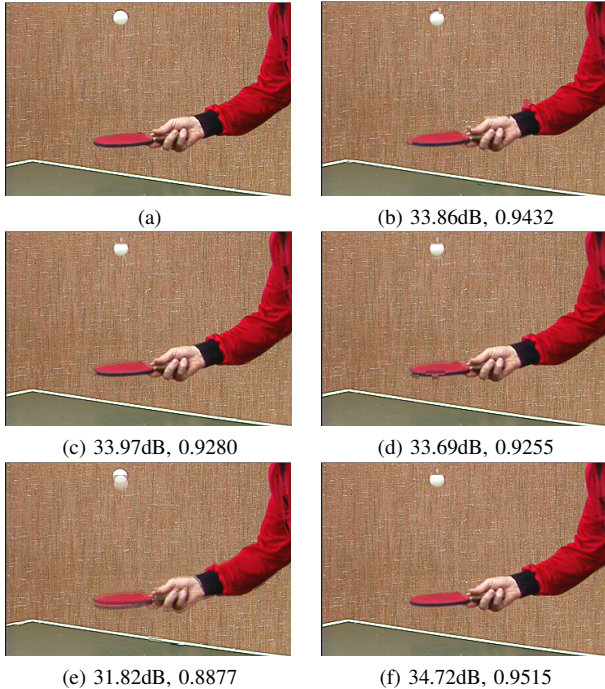 (a)
(b) 33.86dB, 0.9432
(c) 33.97dB, 0.9280
(d) 33.69dB, 0.9255
(e) 31.82dB, 0.8877
(f) 34.72dB, 0.9515